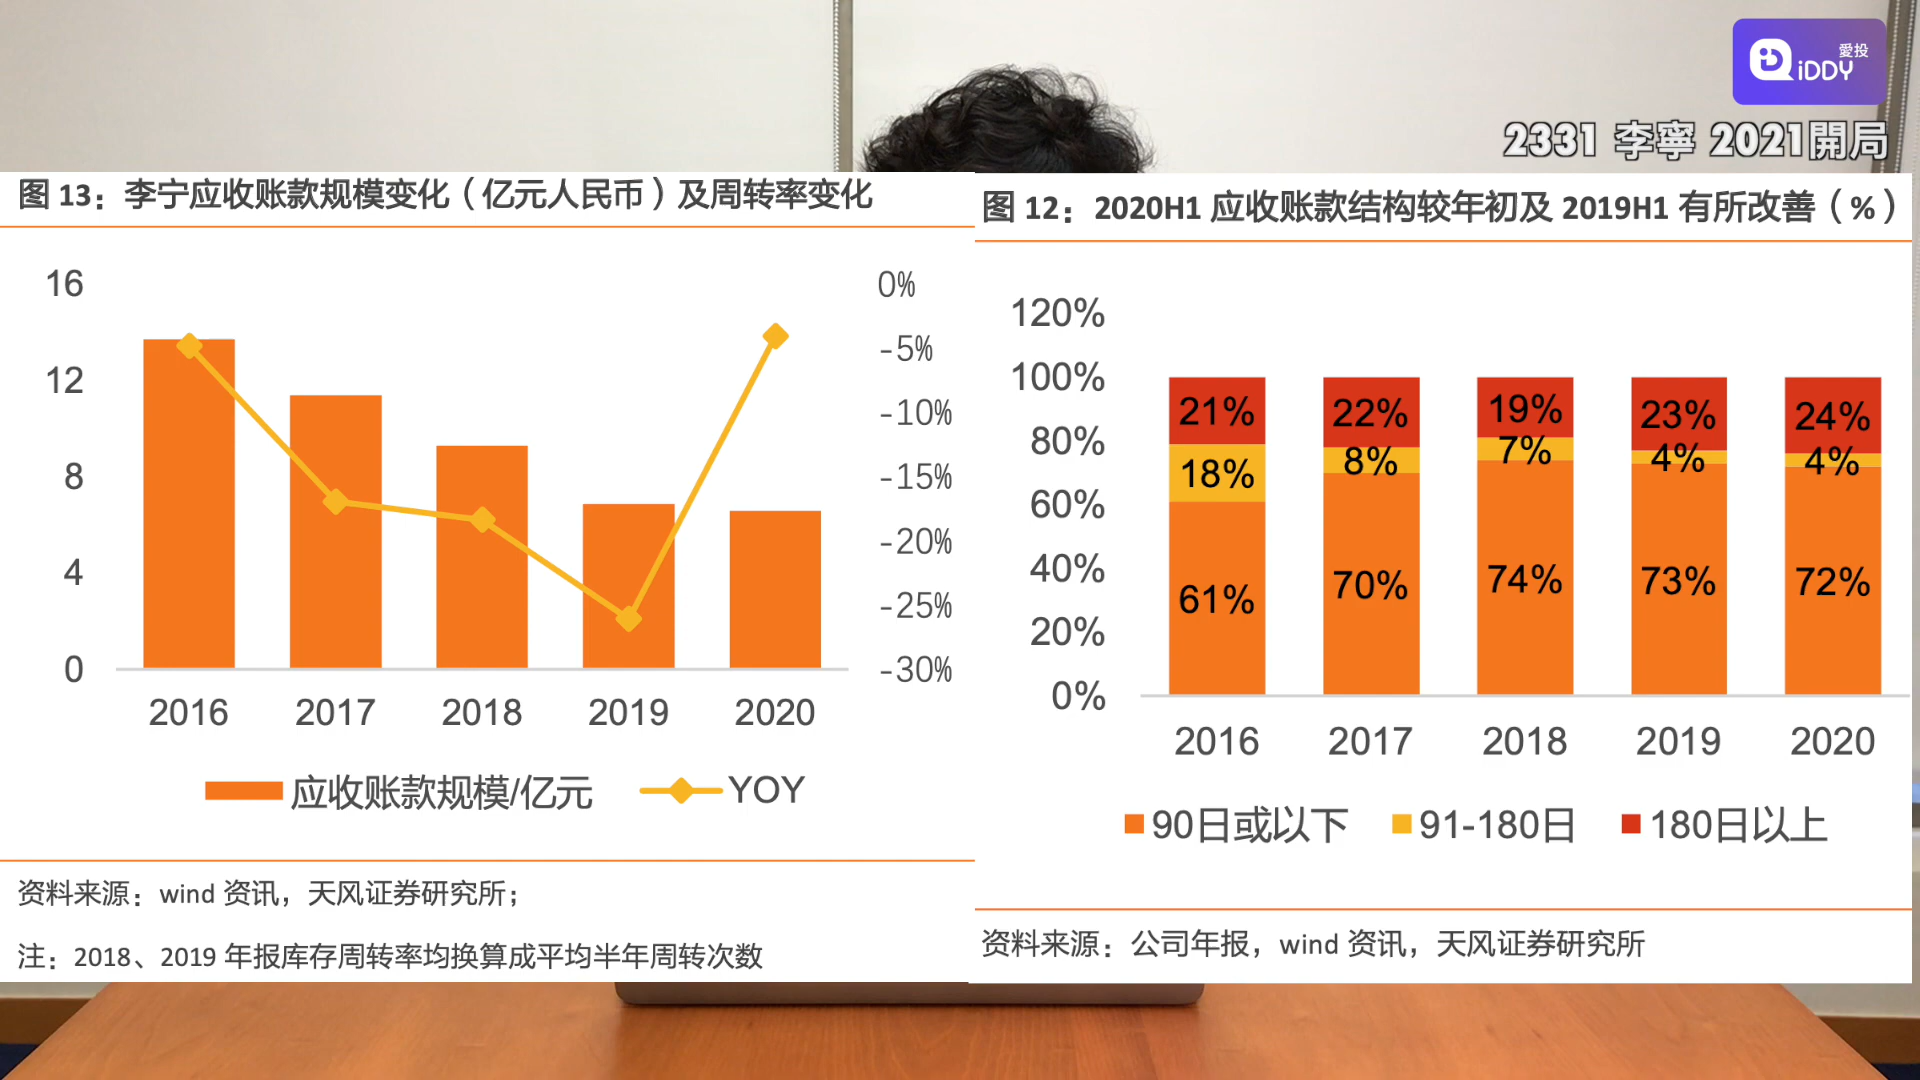 愛投
iDDY
2331 李寧 2021開局
图 13：李宁应收账款规模变化（亿元人民币）及周转率变化
16
12
8
4
0
0%
-5%
-10%
-15%
-20%
-25%
-30%
2016 2017 2018 2019 2020
应收账款规模/亿元 YOY
资料来源：wind 资讯，天风证券研究所；
注：2018、2019 年报库存周转率均换算成平均半年周转次数
图 12：2020H1 应收账款结构较年初及 2019H1 有所改善（%）
120%
100%
80%
60%
40%
20%
0%
21% 22% 19% 23% 24%
18% 8% 7% 4% 4%
61% 70% 74% 73% 72%
2016 2017 2018 2019 2020
90日或以下 91-180日 180日以上
资料来源：公司年报，wind 资讯，天风证券研究所